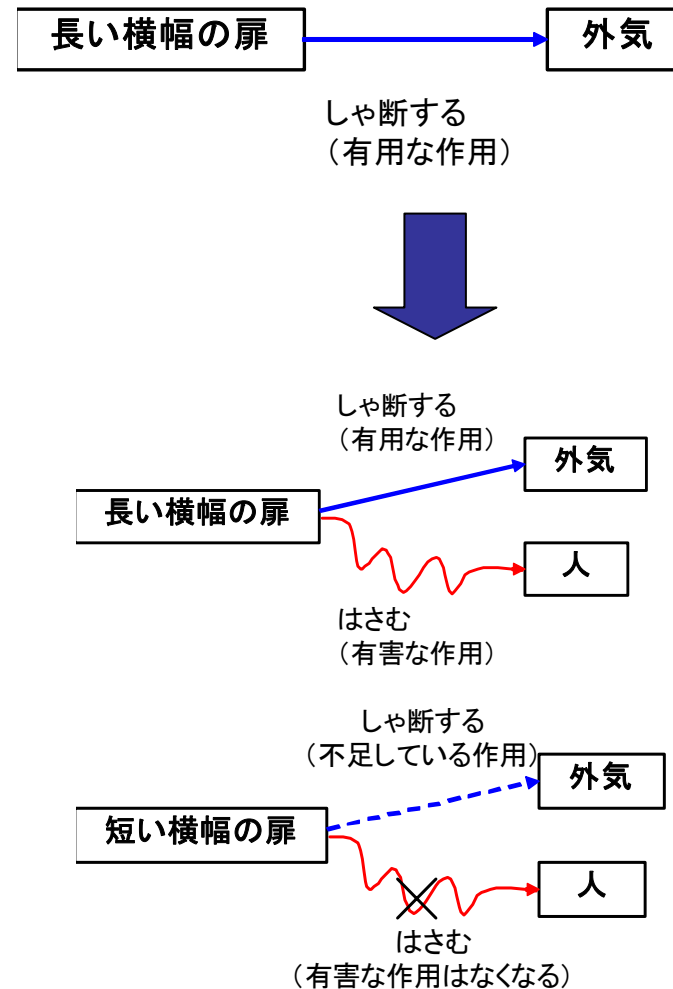 長い横幅の扉
外気
しゃ断する
（有用な作用）
しゃ断する
（有用な作用）
外気
長い横幅の扉
人
はさむ
（有害な作用）
しゃ断する
（不足している作用）
外気
短い横幅の扉
人
はさむ
（有害な作用はなくなる）